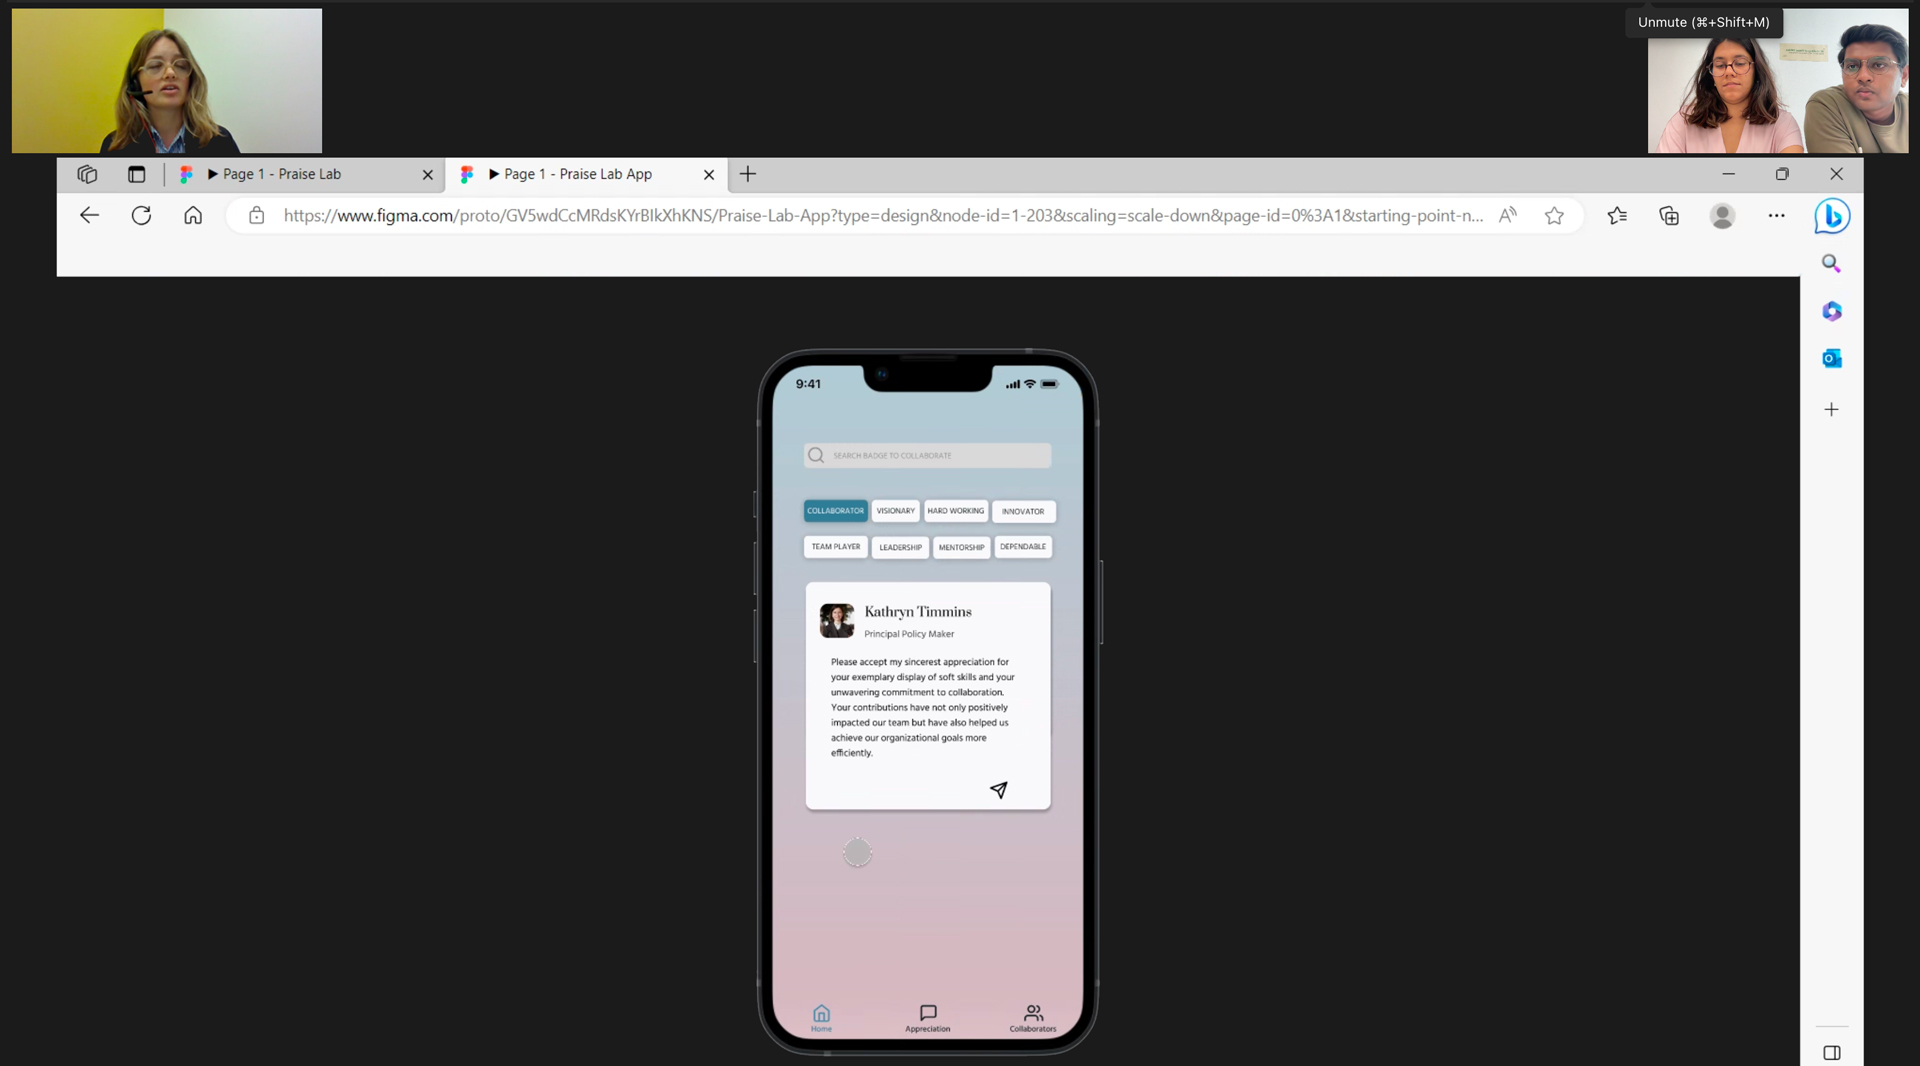 Unmute (⌘+Shift+M)
Page 1 - Praise Lab
Page 1 - Praise Lab App
https://www.figma.com/proto/GV5wdCcMRdsKYrBIkXhKNS/Praise-Lab-App?type=design&node-id=1-203&scaling=scale-down&page-id=0%3A1&starting-point-n...
9:41
SEARCH BADGE TO COLLABORATE
COLLABORATOR VISIONARY HARD WORKING INNOVATOR
TEAM PLAYER LEADERSHIP MENTORSHIP DEPENDABLE
Kathryn Timmins
Principal Policy Maker
Please accept my sincerest appreciation for
your exemplary display of soft skills and your
unwavering commitment to collaboration.
Your contributions have not only positively
impacted our team but have also helped us
achieve our organizational goals more
efficiently.
Home Appreciation Collaborators